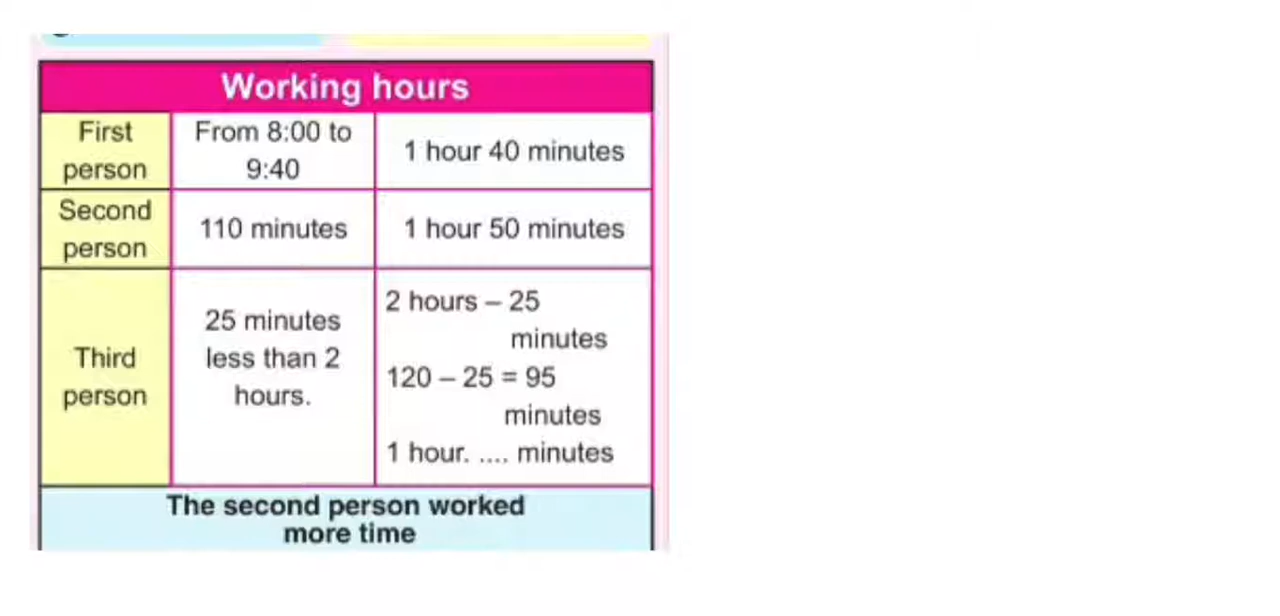 Working hours
First
person
From 8:00 to
9:40
1 hour 40 minutes
Second
person
110 minutes
1 hour 50 minutes
Third
person
25 minutes
less than 2
hours.
2 hours – 25
minutes
120 – 25 = 95
minutes
1 hour. .... minutes
The second person worked
more time